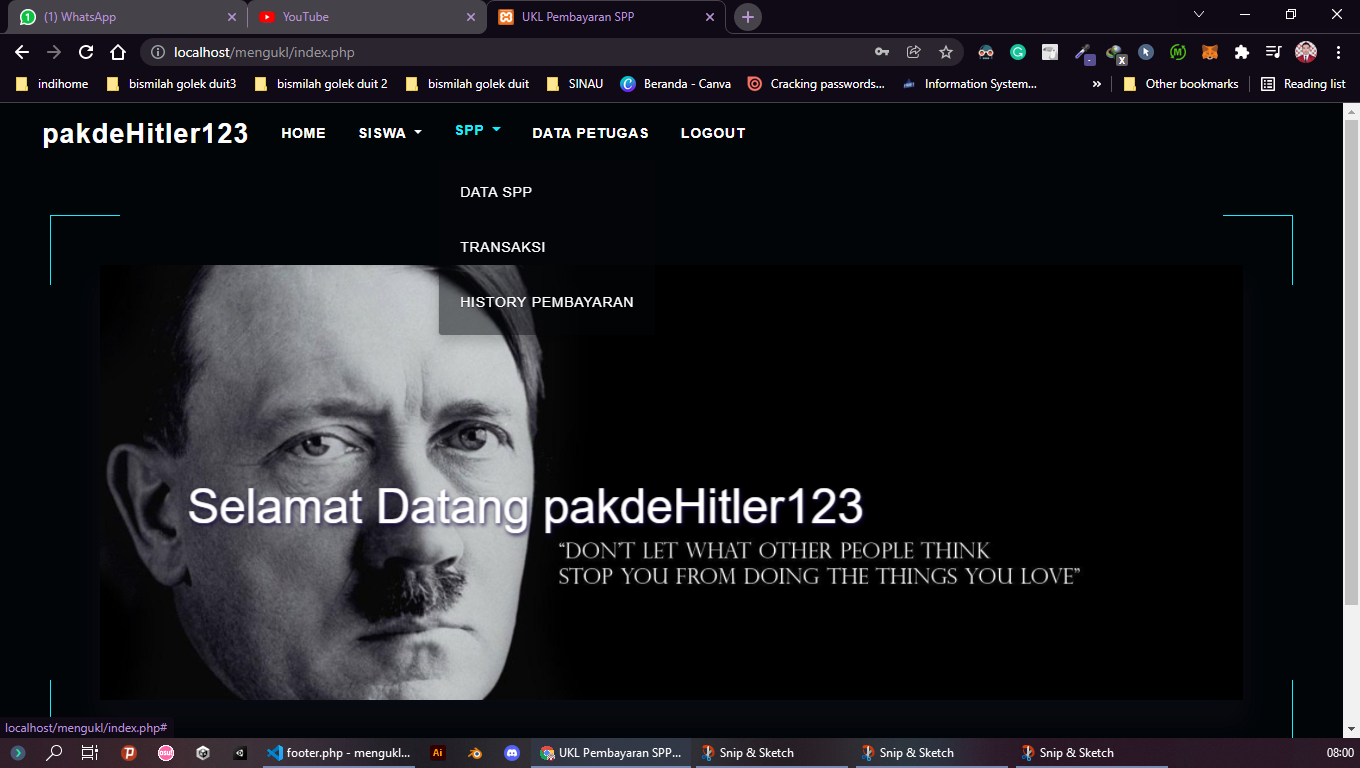 (1) WhatsApp
YouTube
UKL Pembayaran SPP
localhost/mengukl/index.php
indihome
bismilah golek duit3
bismilah golek duit 2
bismilah golek duit
SINAU
Beranda - Canva
Cracking passwords...
Information System...
»
Other bookmarks
Reading list
pakdeHitler123
HOME
SISWA
SPP
DATA PETUGAS
LOGOUT
DATA SPP
TRANSAKSI
HISTORY PEMBAYARAN
Selamat Datang pakdeHitler123
“DON'T LET WHAT OTHER PEOPLE THINK
STOP YOU FROM DOING THE THINGS YOU LOVE”
localhost/mengukl/index.php#
footer.php - mengukl...
Ai
UKL Pembayaran SPP...
Snip & Sketch
Snip & Sketch
Snip & Sketch
08:00